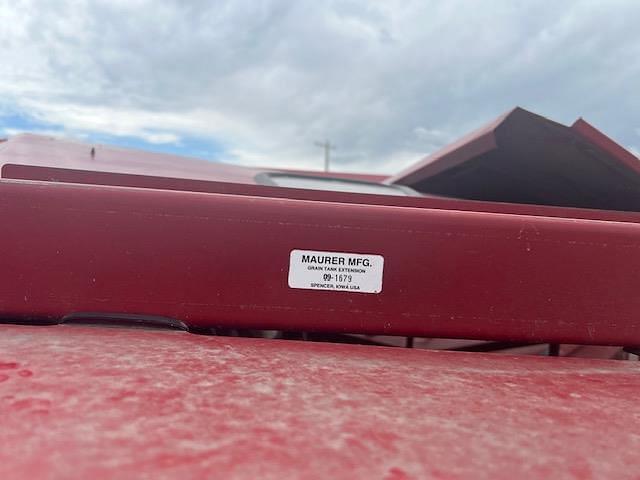 MAURER MFG.
GRAIN TANK EXTENSION
09-1679
SPENCER, IOWA USA